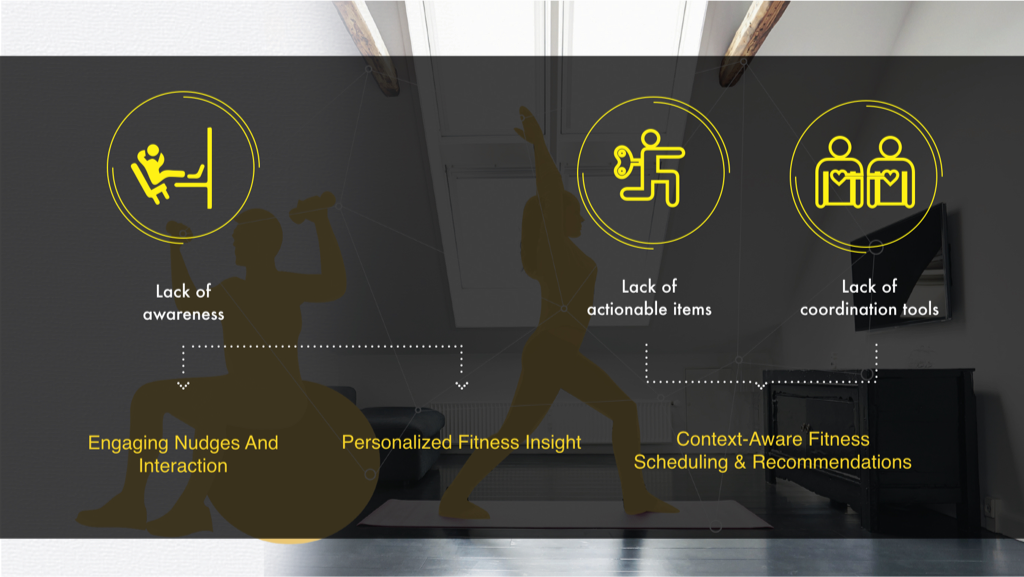 Lack of
awareness
Lack of
actionable items
Lack of
coordination tools
Engaging Nudges And
Interaction
Personalized Fitness Insight
Context-Aware Fitness
Scheduling & Recommendations